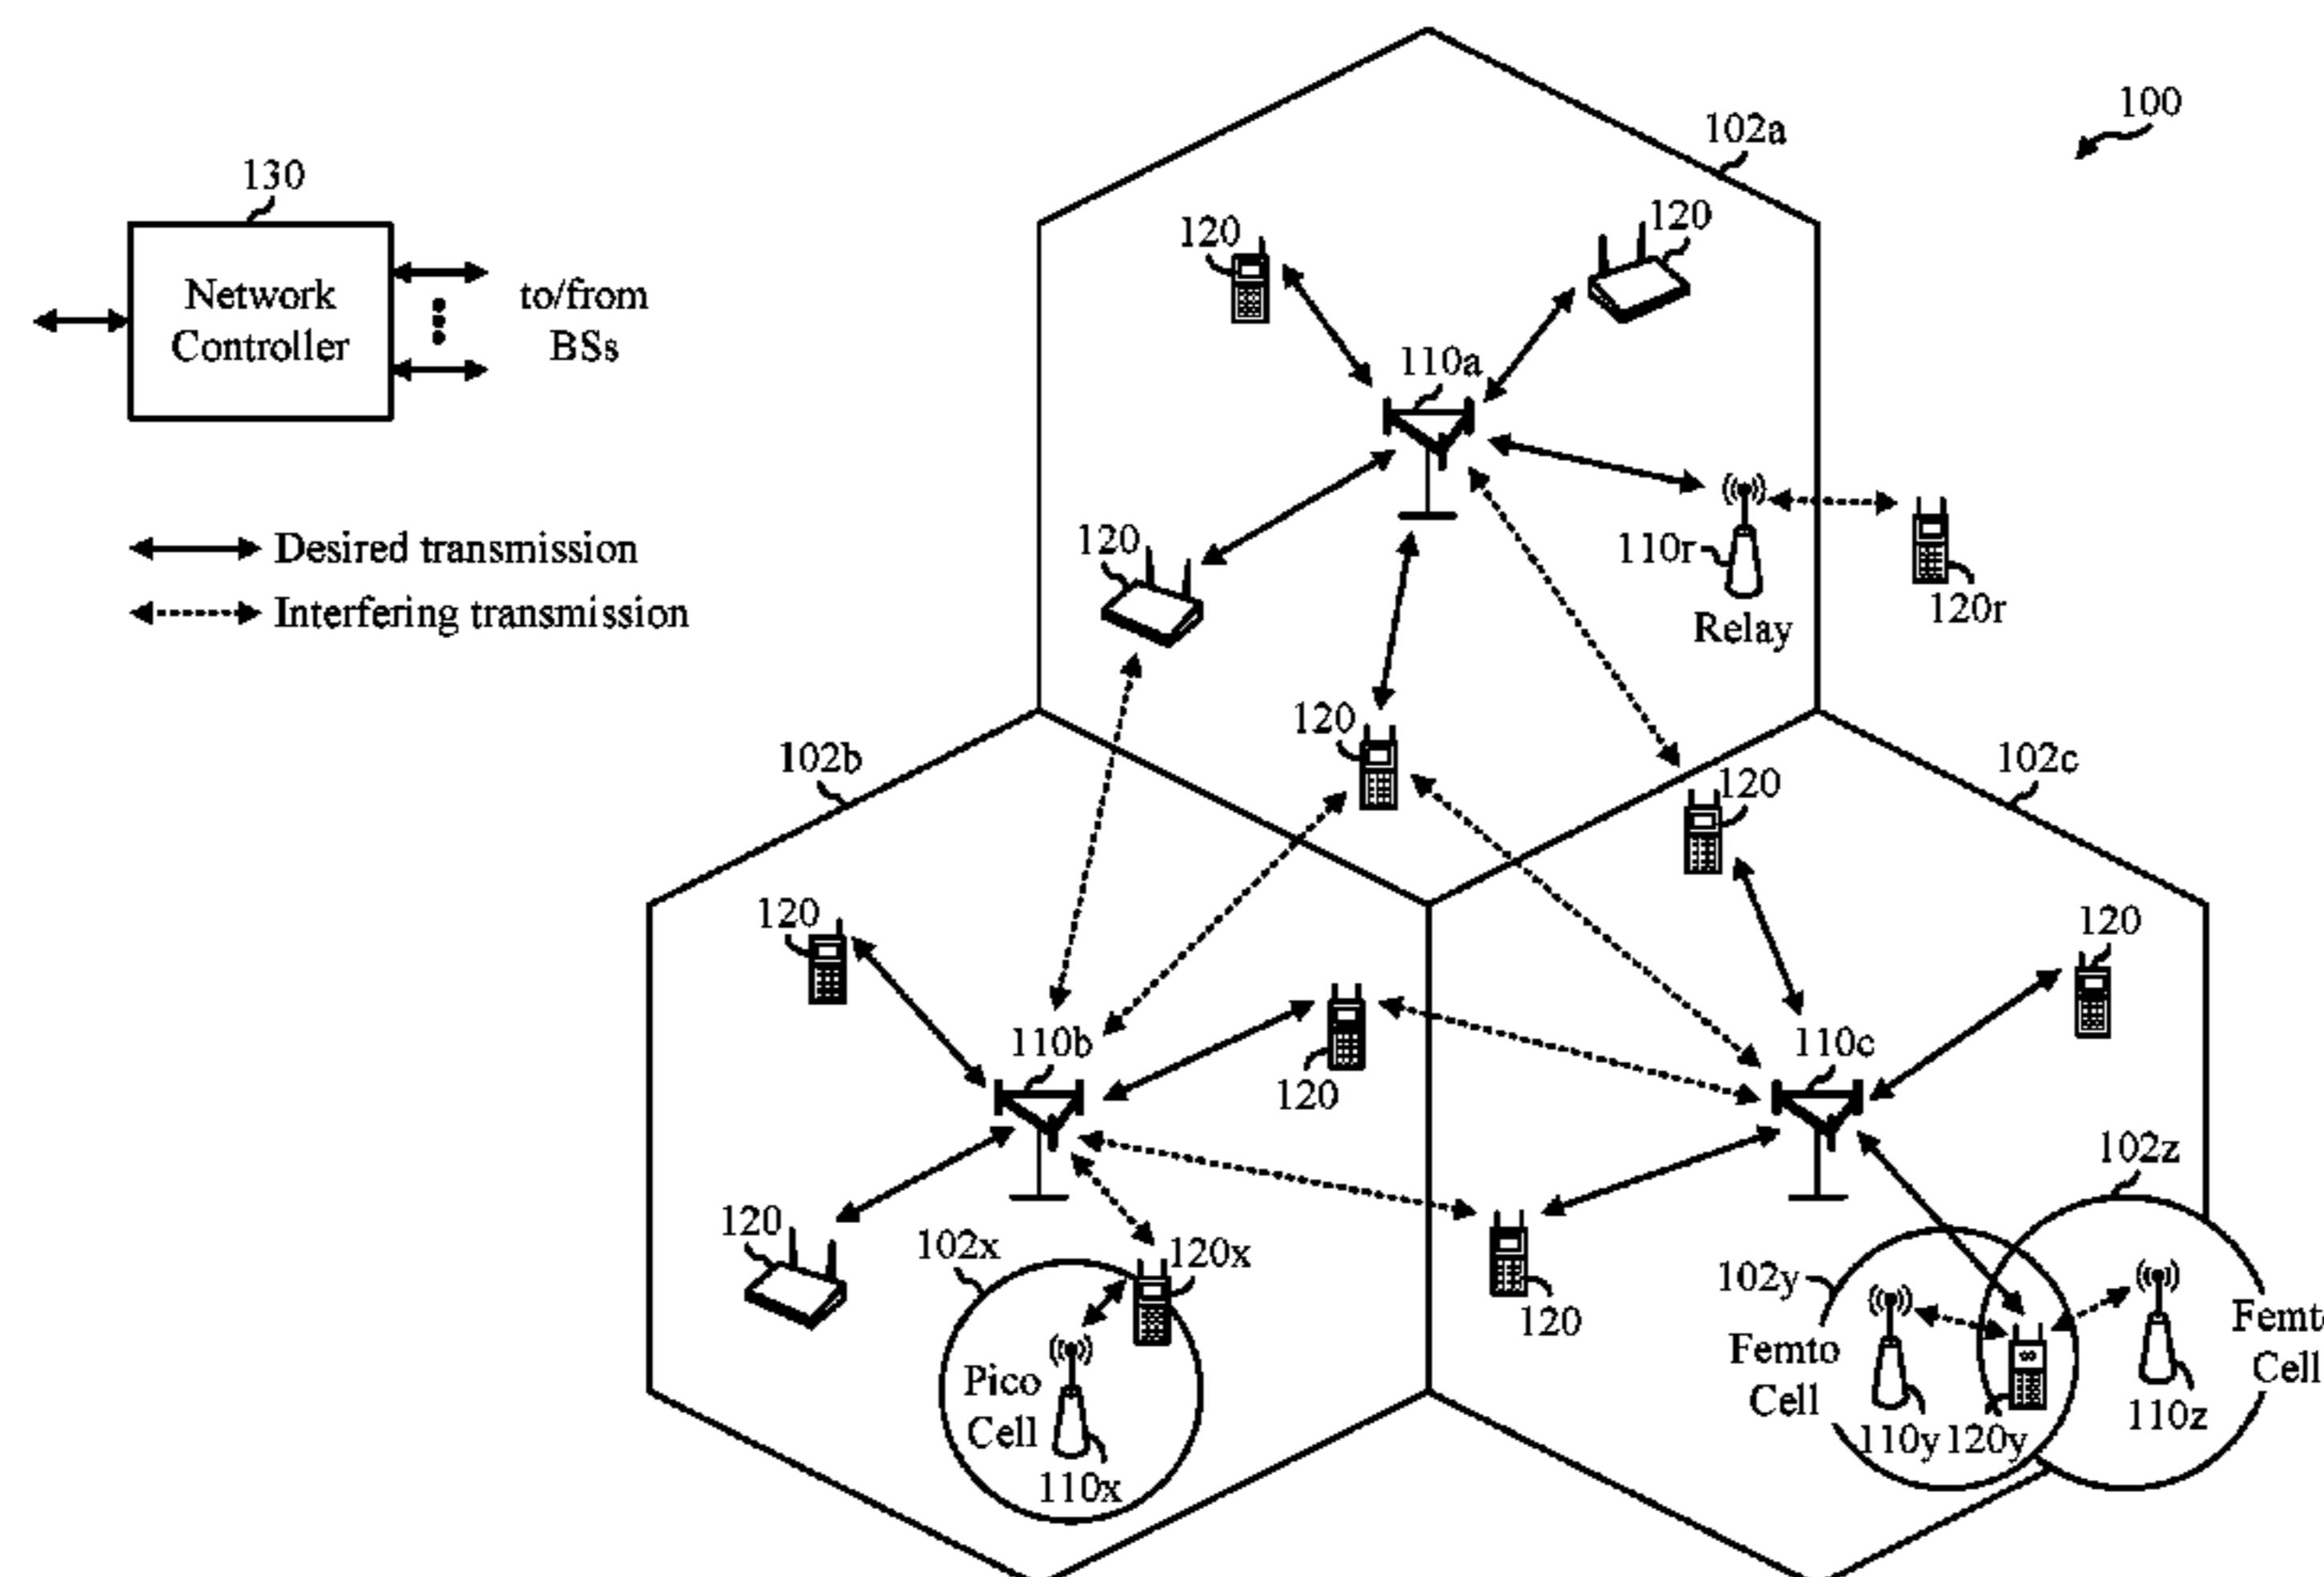 100
102a
130
120
120
Network
Controller
to/from
BSs
110a
Desired transmission
Interfering transmission
120
110r
120r
Relay
120
102b
102c
120
120
120
110b
110c
120
102z
120
102x
120x
102y
120
Femto
Cell
Femt
Cell
Pico
Cell
110y
120y
110z
110x